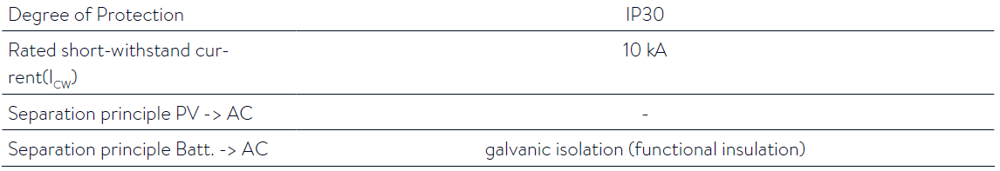 Degree of Protection IP30
Rated short-withstand cur- 10 kA
rent(I_CW)
Separation principle PV -> AC -
Separation principle Batt. -> AC galvanic isolation (functional insulation)